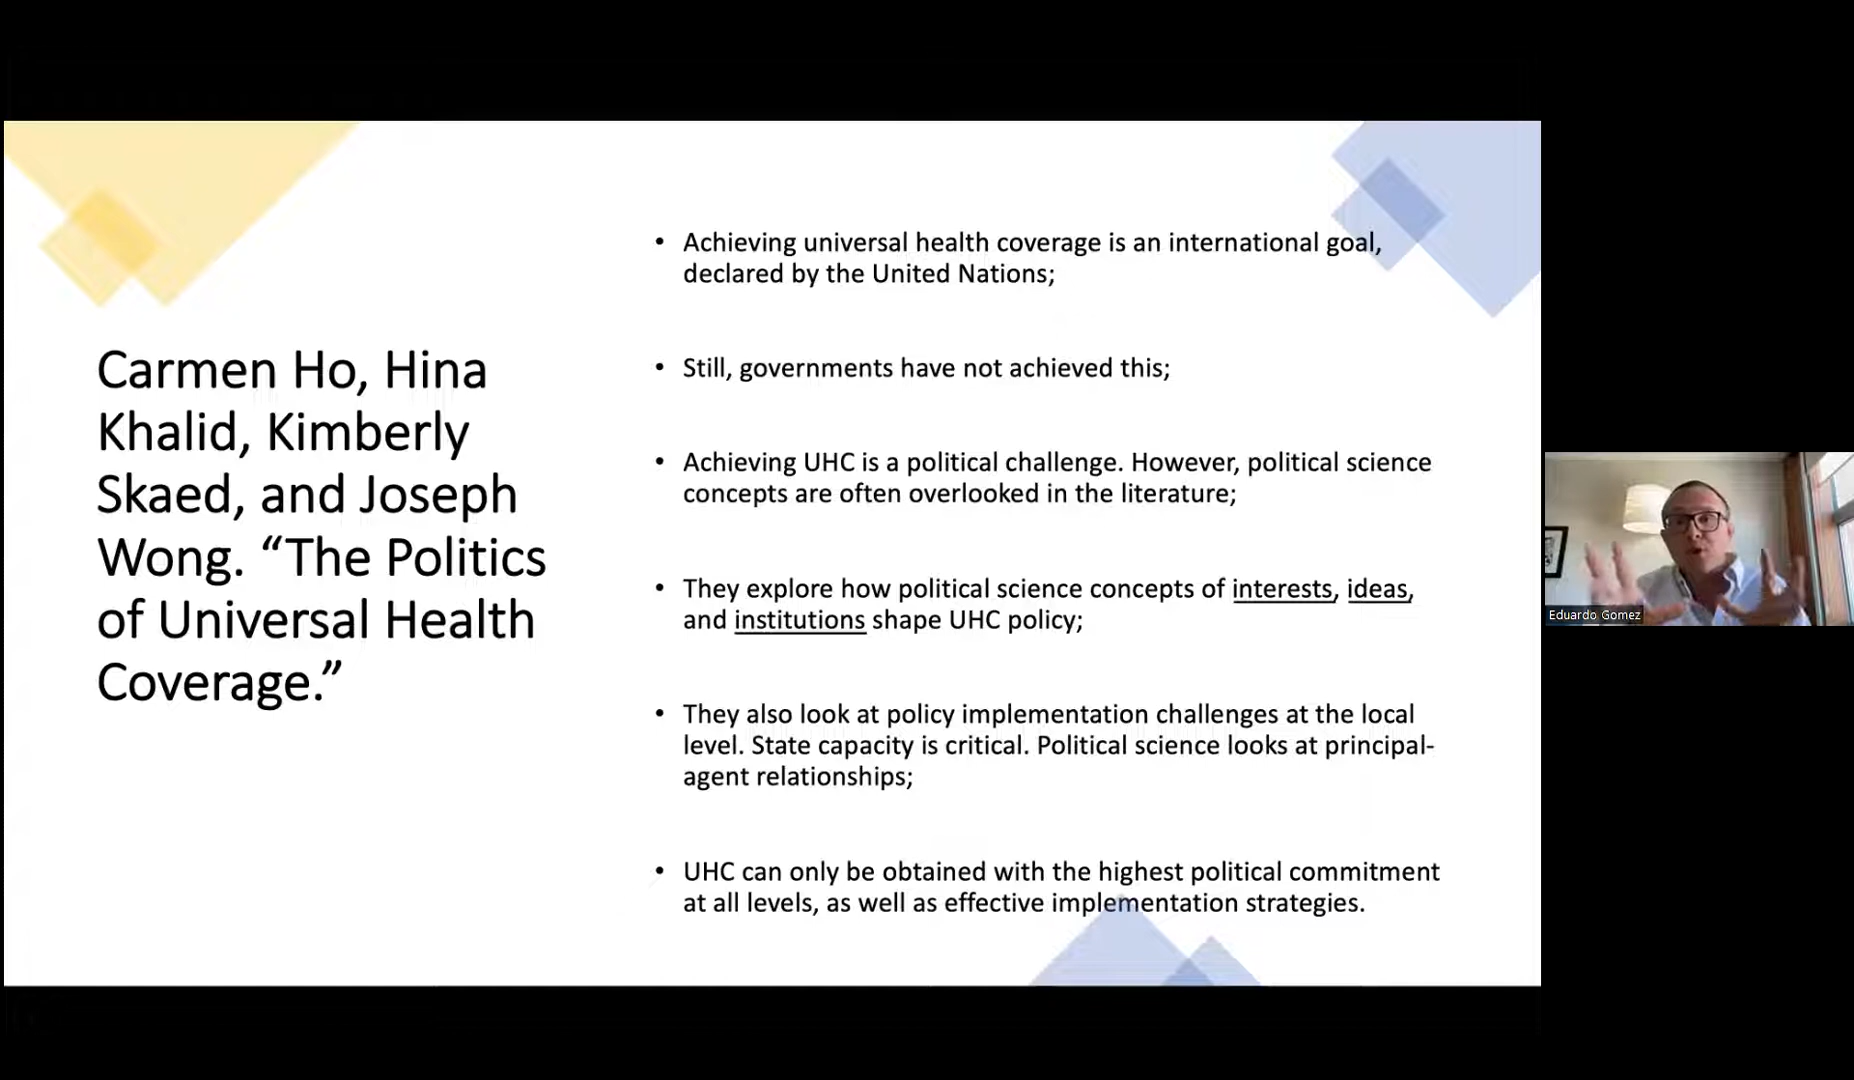 Carmen Ho, Hina
Khalid, Kimberly
Skaed, and Joseph
Wong. “The Politics
of Universal Health
Coverage.”
• Achieving universal health coverage is an international goal,
declared by the United Nations;
• Still, governments have not achieved this;
• Achieving UHC is a political challenge. However, political science
concepts are often overlooked in the literature;
• They explore how political science concepts of interests, ideas,
and institutions shape UHC policy;
• They also look at policy implementation challenges at the local
level. State capacity is critical. Political science looks at principal-
agent relationships;
• UHC can only be obtained with the highest political commitment
at all levels, as well as effective implementation strategies.
Eduardo Gomez